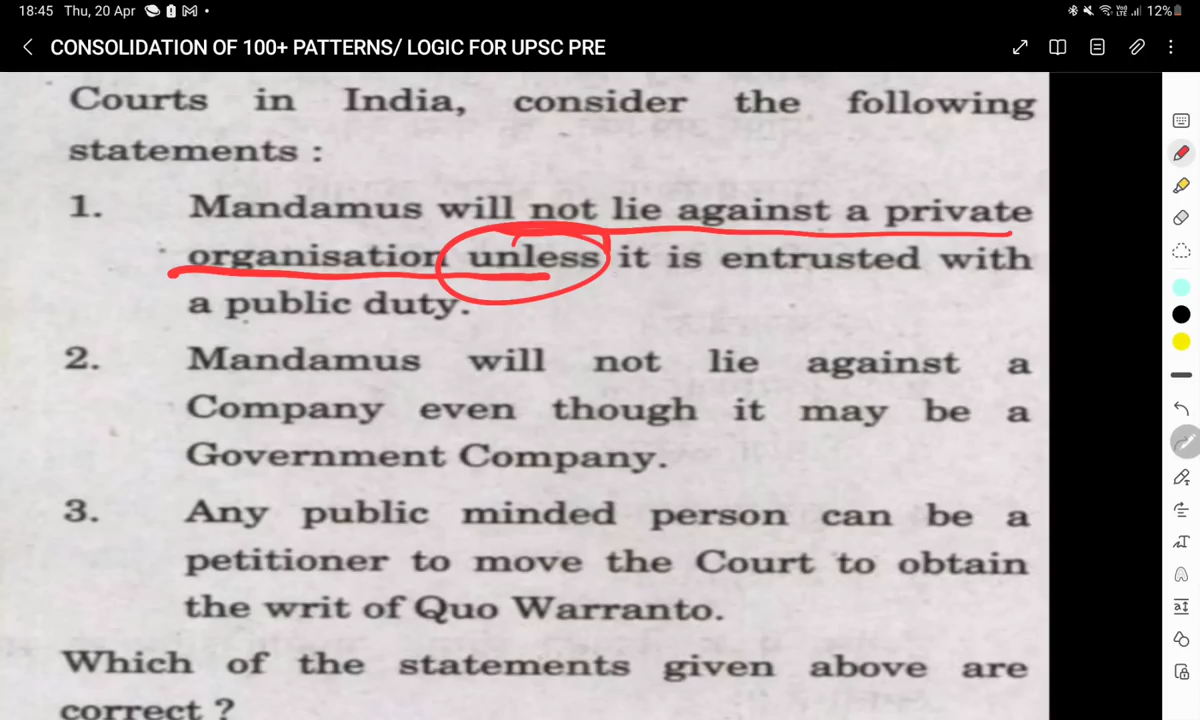 18:45 Thu, 20 Apr 12%
CONSOLIDATION OF 100+ PATTERNS/ LOGIC FOR UPSC PRE
Courts in India, consider the following
statements :
1. Mandamus will not lie against a private
organisation unless it is entrusted with
a public duty.
2. Mandamus will not lie against a
Company even though it may be a
Government Company.
3. Any public minded person can be a
petitioner to move the Court to obtain
the writ of Quo Warranto.
Which of the statements given above are
correct ?